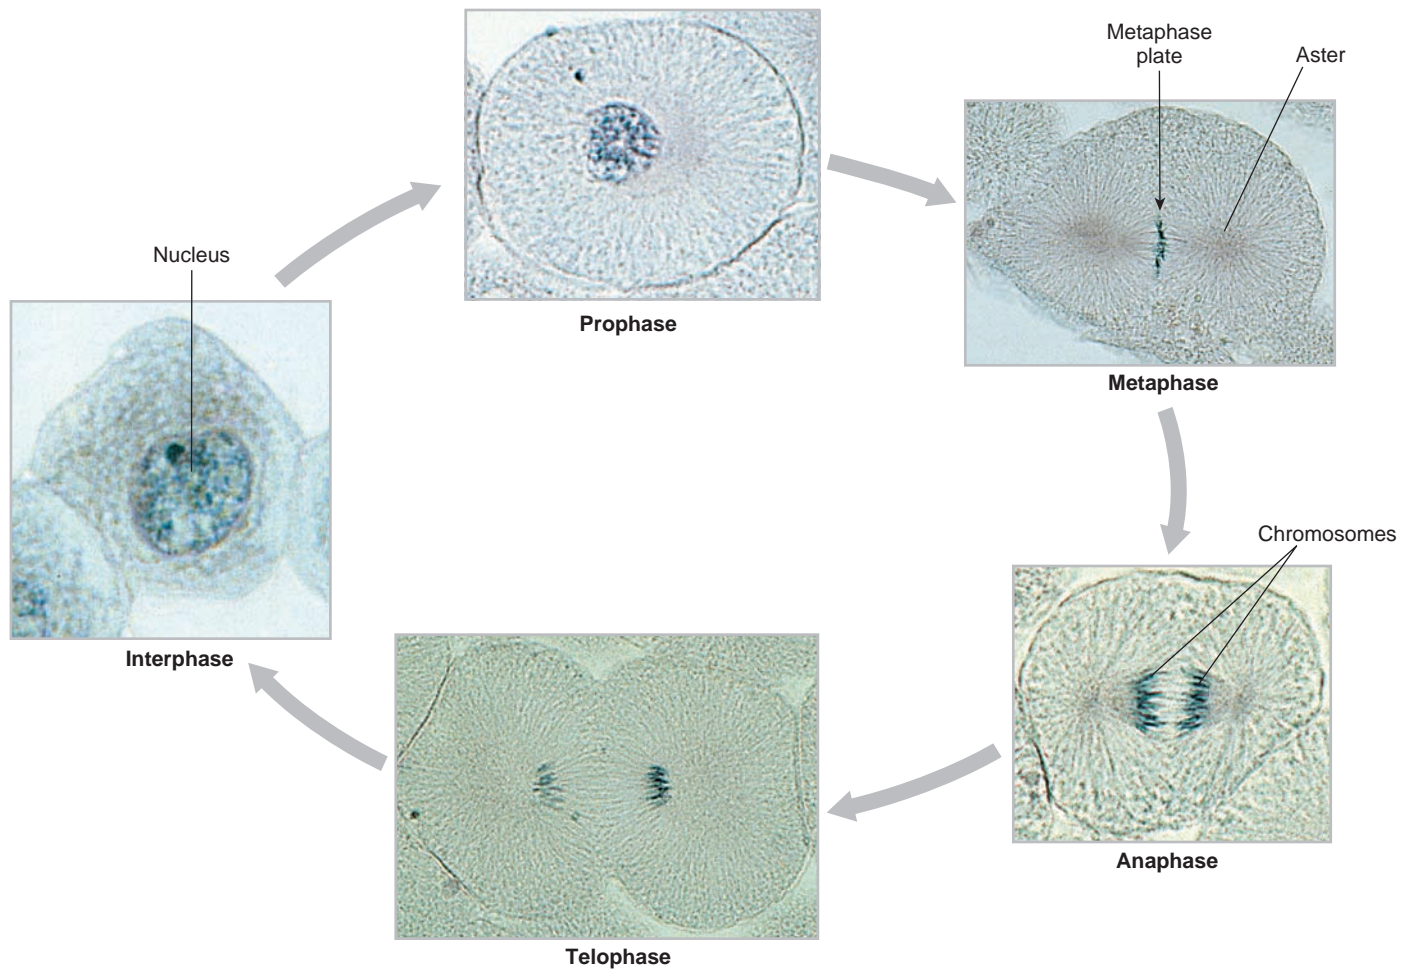 Metaphase
plate
Aster
Nucleus
Prophase
Metaphase
Chromosomes
Interphase
Anaphase
Telophase